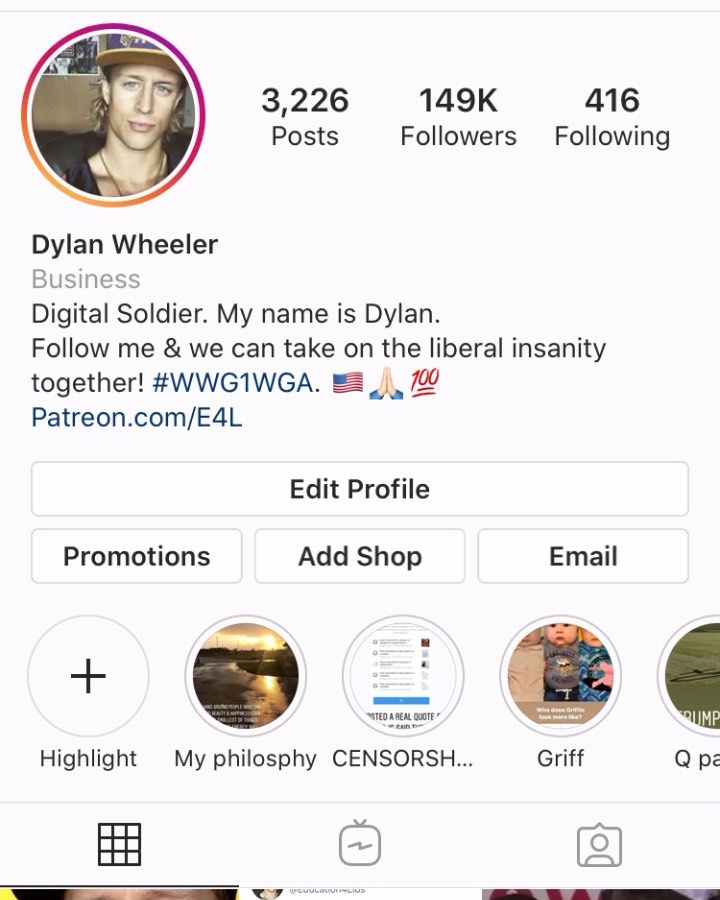 3,226 149K 416
Posts Followers Following
Dylan Wheeler
Business
Digital Soldier. My name is Dylan.
Follow me & we can take on the liberal insanity
together! #WWG1WGA. 🇺🇸🙏🏻💯
Patreon.com/E4L
Edit Profile
Promotions Add Shop Email
STED A REAL QUOTE
Who does Griffin
look more like?
RUMP
Highlight My philosphy CENSORSH... Griff Q pa
@Education4Libs